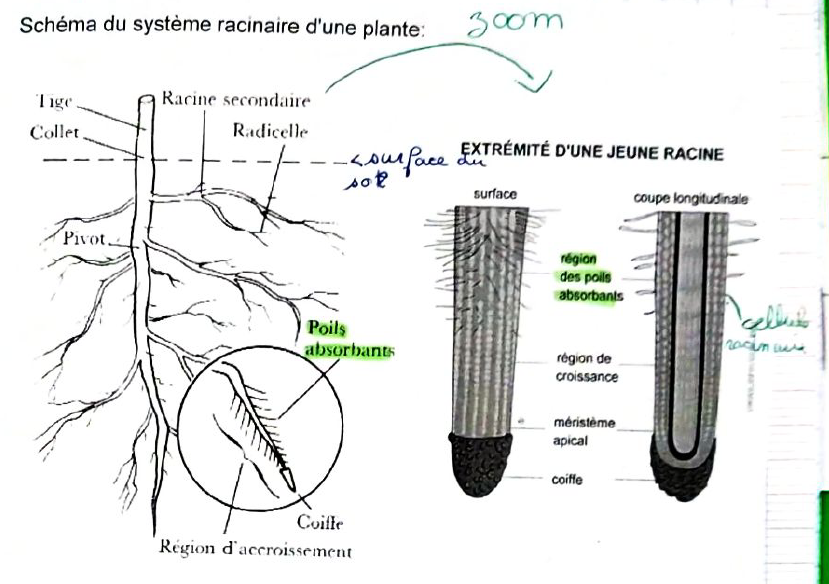 Schéma du système racinaire d'une plante:
zoom
Tige
Racine secondaire
Collet
Radicelle
<surface du
sol
Pivot
Poils
absorbants
Coiffe
Région d'accroissement
EXTRÉMITÉ D'UNE JEUNE RACINE
surface
coupe longitudinale
région
des poils
absorbants
cellule
racinaire
région de
croissance
méristème
apical
coiffe